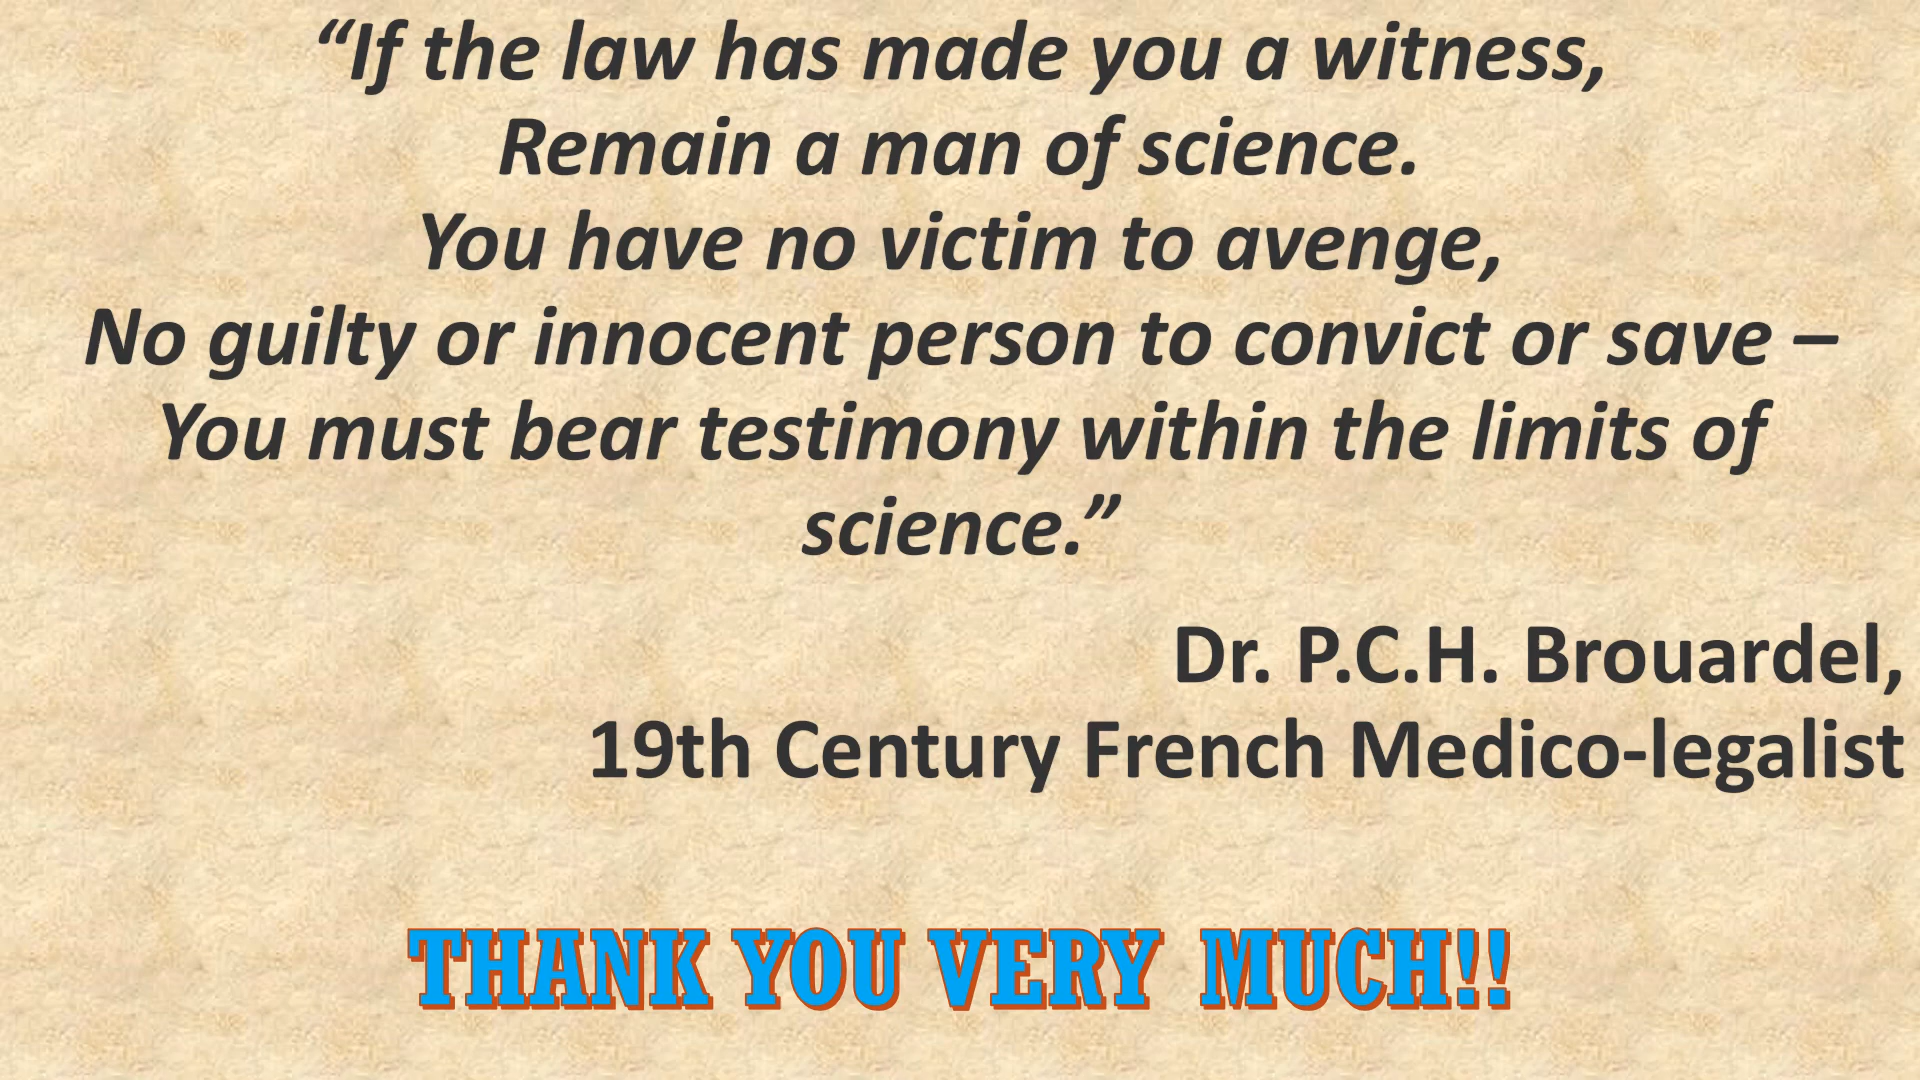 “If the law has made you a witness,
Remain a man of science.
You have no victim to avenge,
No guilty or innocent person to convict or save –
You must bear testimony within the limits of
science.”
Dr. P.C.H. Brouardel,
19th Century French Medico-legalist
THANK YOU VERY MUCH!!